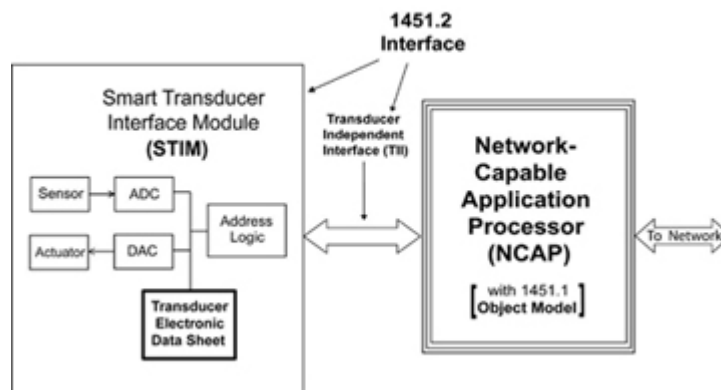 1451.2
Interface
Smart Transducer
Interface Module
(STIM)
Sensor
ADC
Address
Logic
Actuator
DAC
Transducer
Electronic
Data Sheet
Transducer
Independent
Interface (TII)
Network-
Capable
Application
Processor
(NCAP)
[ with 1451.1
Object Model ]
To Network